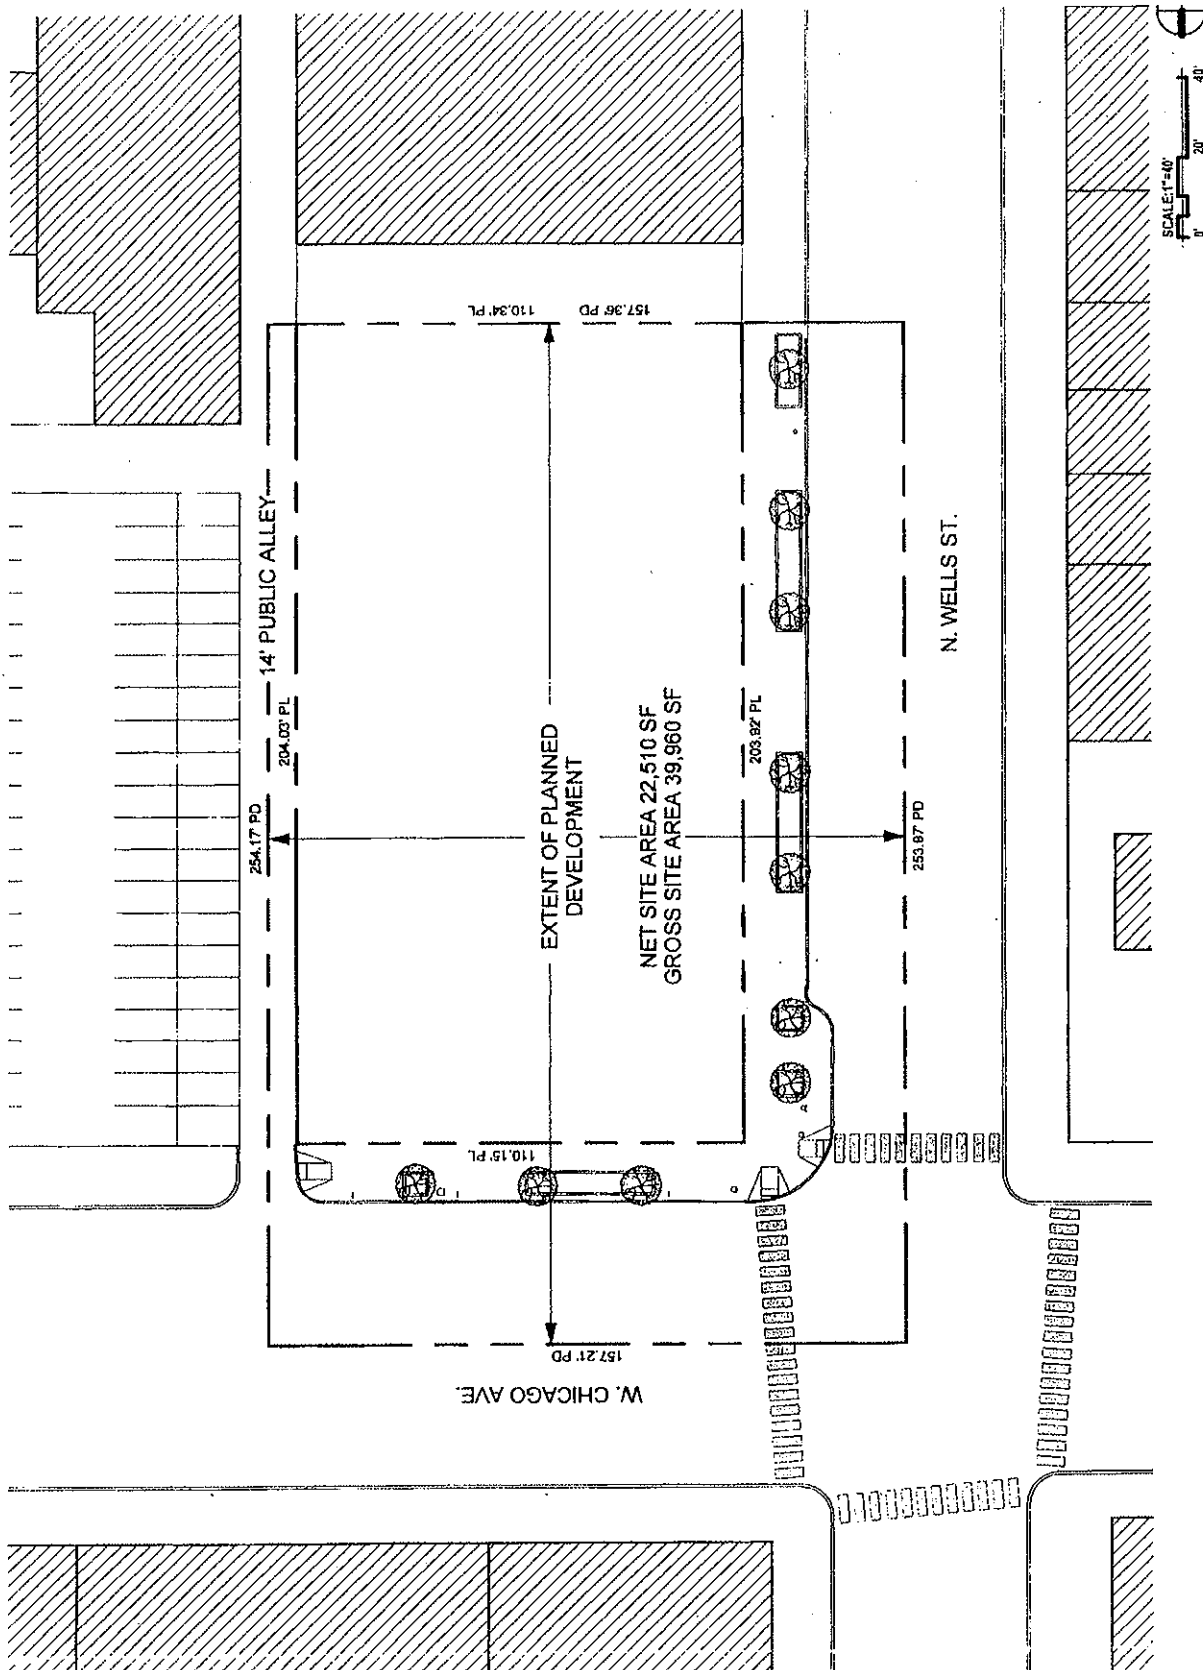 157.36' PD
110.34' PL
14' PUBLIC ALLEY
254.17' PD
204.03' PL
EXTENT OF PLANNED
DEVELOPMENT
NET SITE AREA 22,510 SF
GROSS SITE AREA 39,960 SF
203.92' PL
253.87' PD
N. WELLS ST.
110.15' PL
157.21' PD
W. CHICAGO AVE.
SCALE:1"=40'
0' 20' 40'